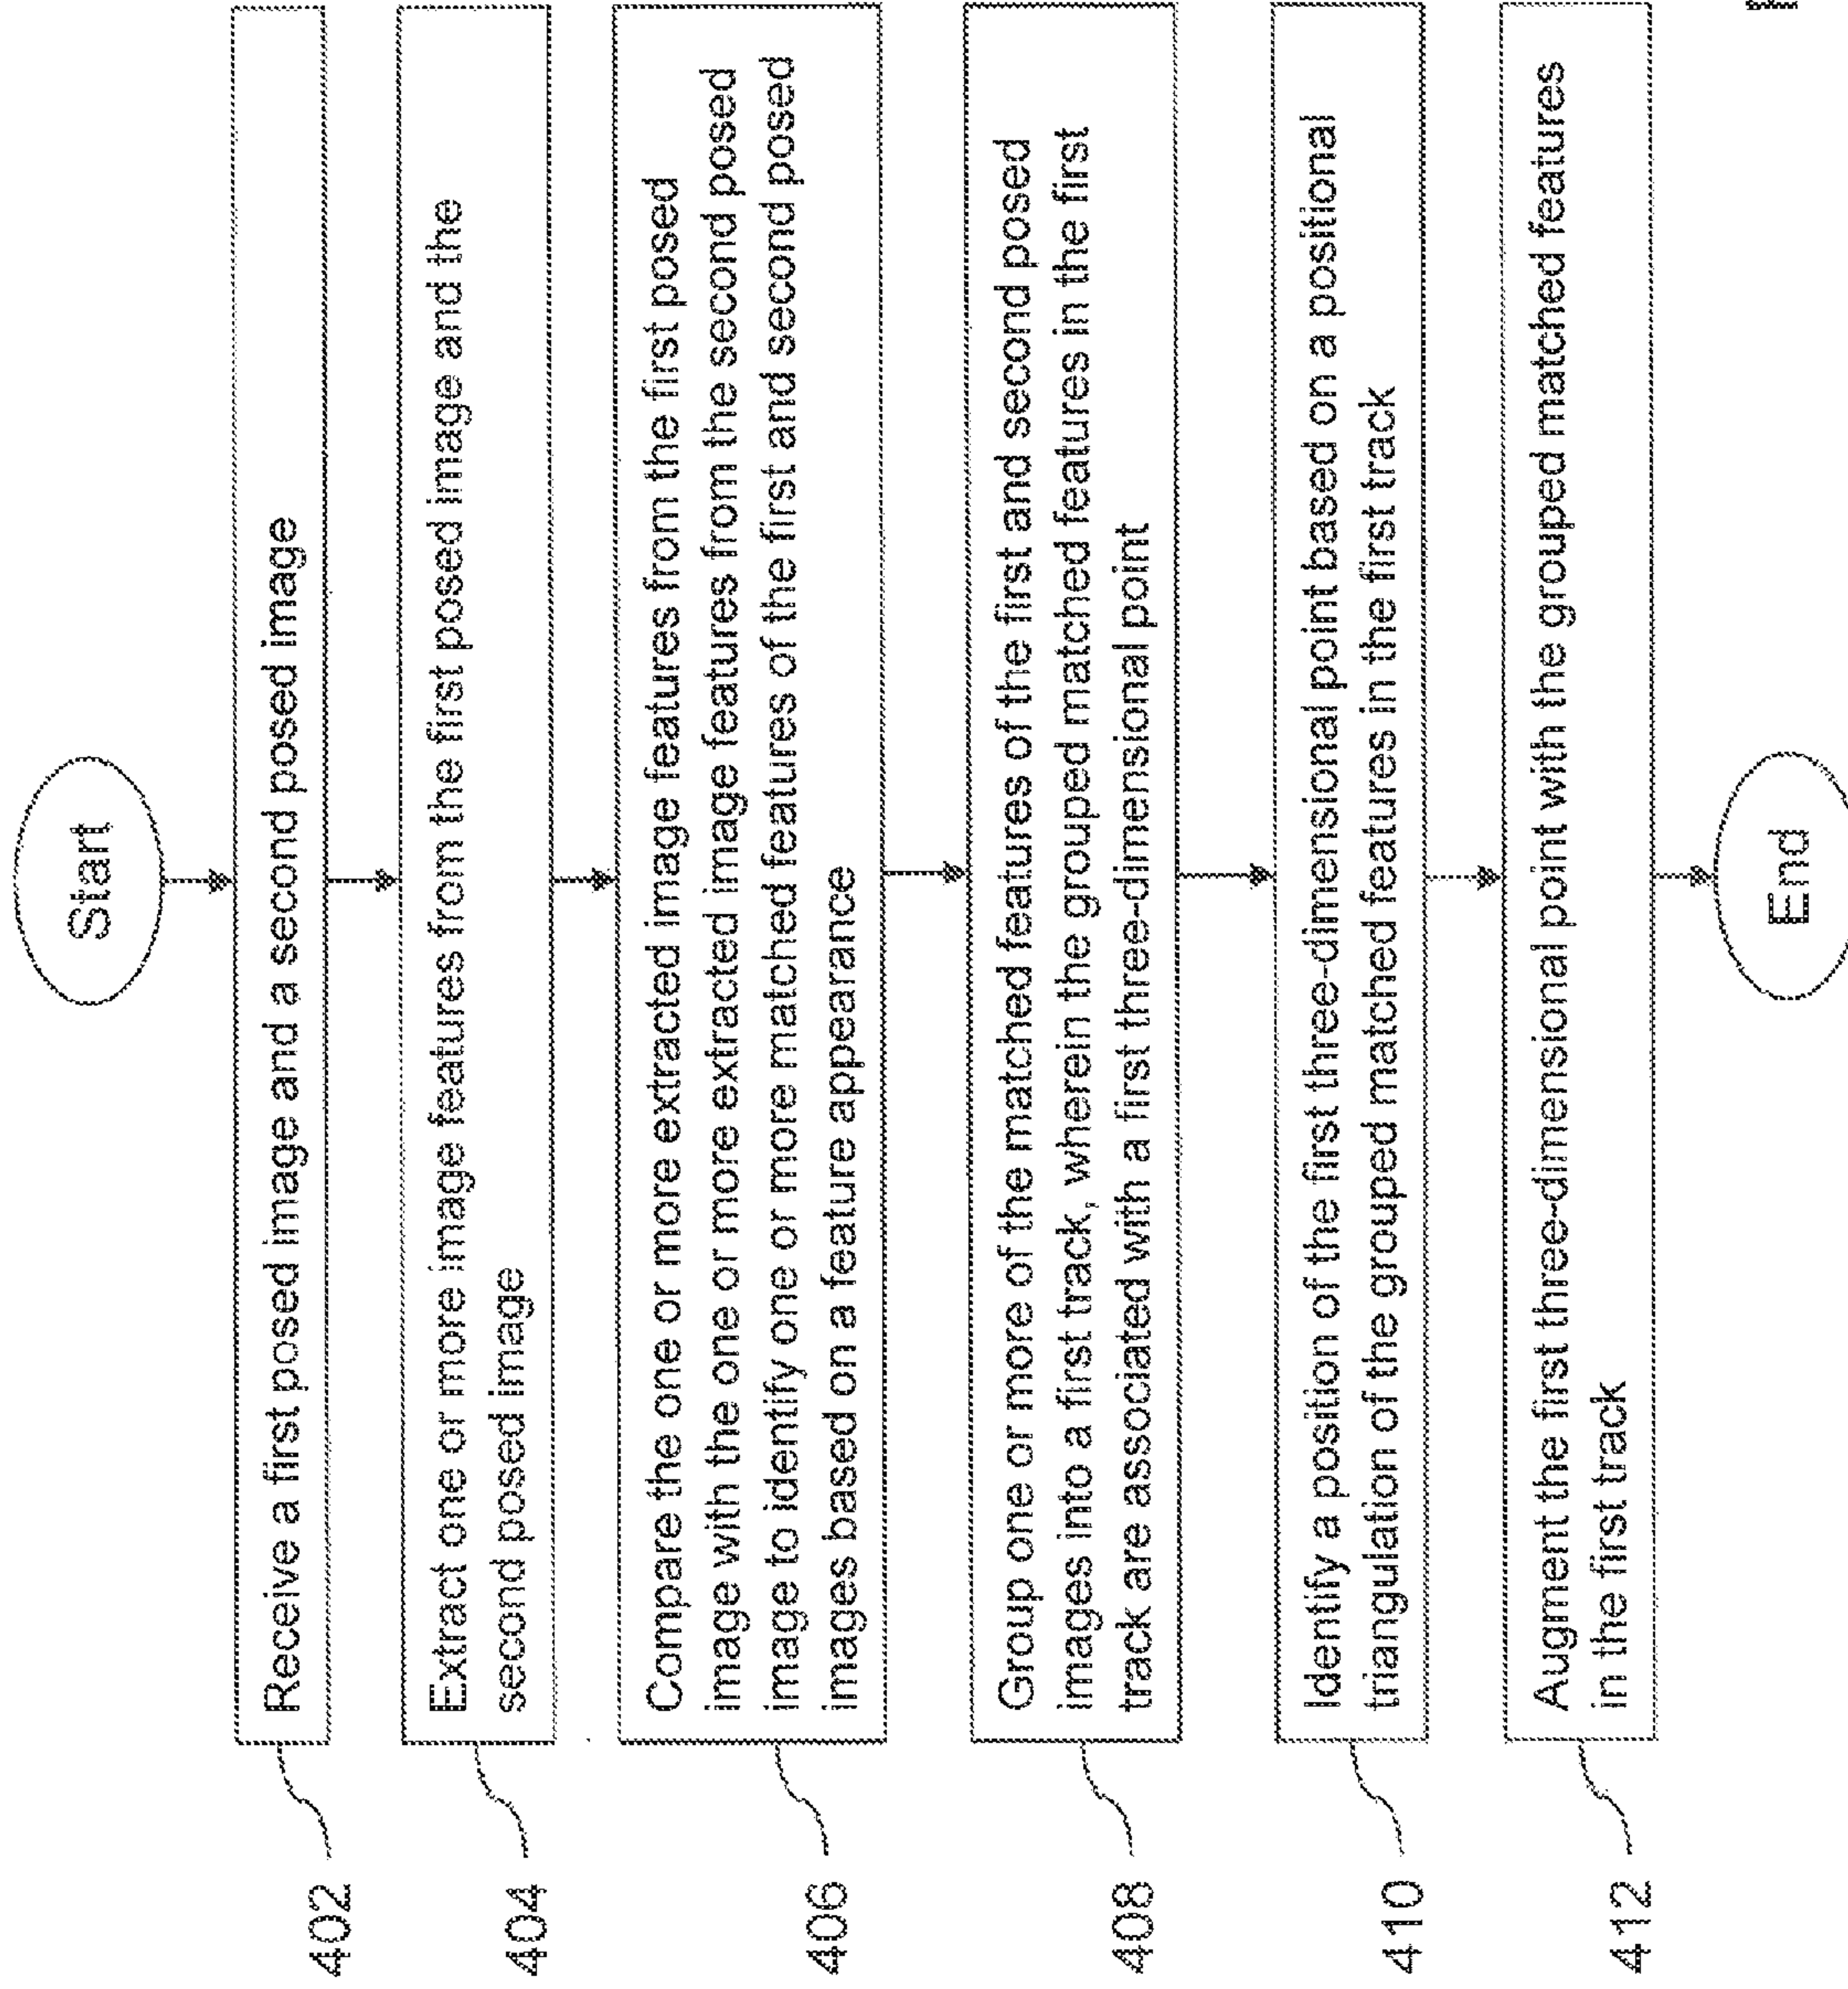 Start
402
Receive a first posed image and a second posed image
404
Extract one or more image features from the first posed image and the
second posed image
406
Compare the one or more extracted image features from the first posed
image with the one or more extracted image features from the second posed
image to identify one or more matched features of the first and second posed
images based on a feature appearance
408
Group one or more of the matched features of the first and second posed
images into a first track, wherein the grouped matched features in the first
track are associated with a first three-dimensional point
410
Identify a position of the first three-dimensional point based on a positional
triangulation of the grouped matched features in the first track
412
Augment the first three-dimensional point with the grouped matched features
in the first track
End